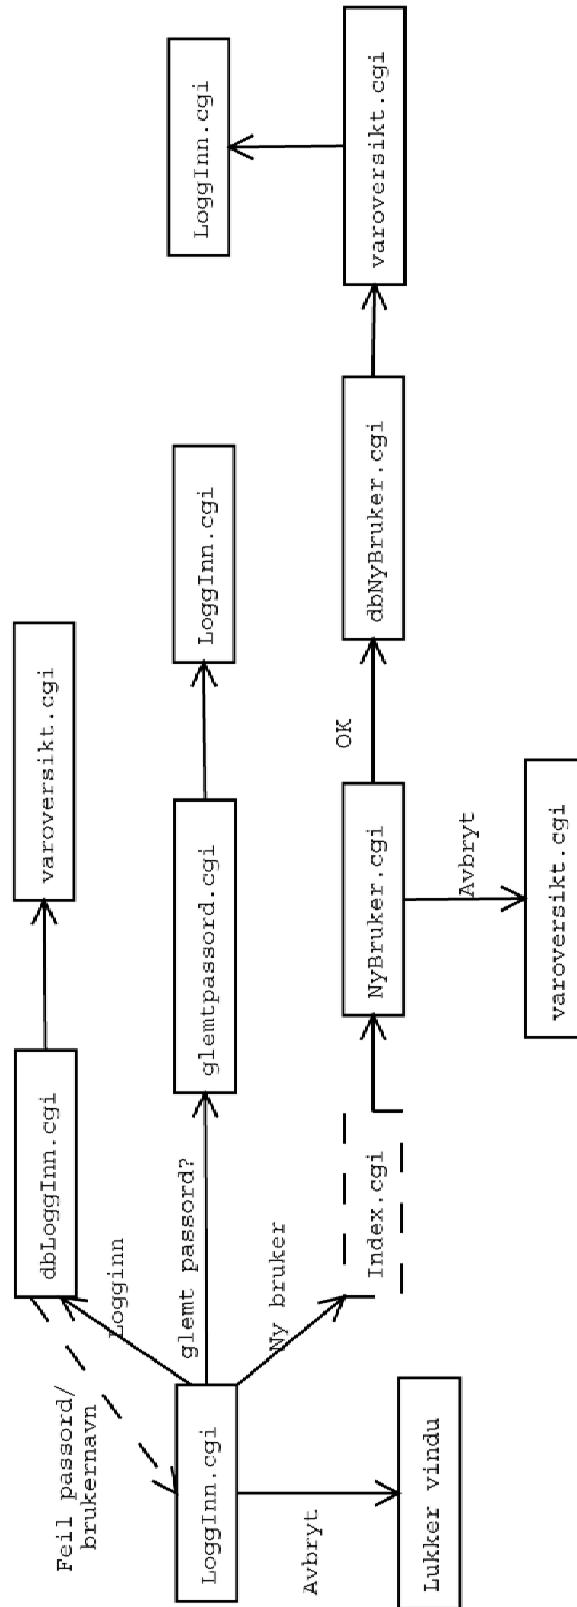 Feil passord/
brukernavn
dbLoggInn.cgi
varoversikt.cgi
Logginn
LoggInn.cgi
glemt passord?
glemtpassord.cgi
LoggInn.cgi
LoggInn.cgi
Ny bruker
Avbryt
Index.cgi
NyBruker.cgi
OK
dbNyBruker.cgi
varoversikt.cgi
Lukker vindu
Avbryt
varoversikt.cgi